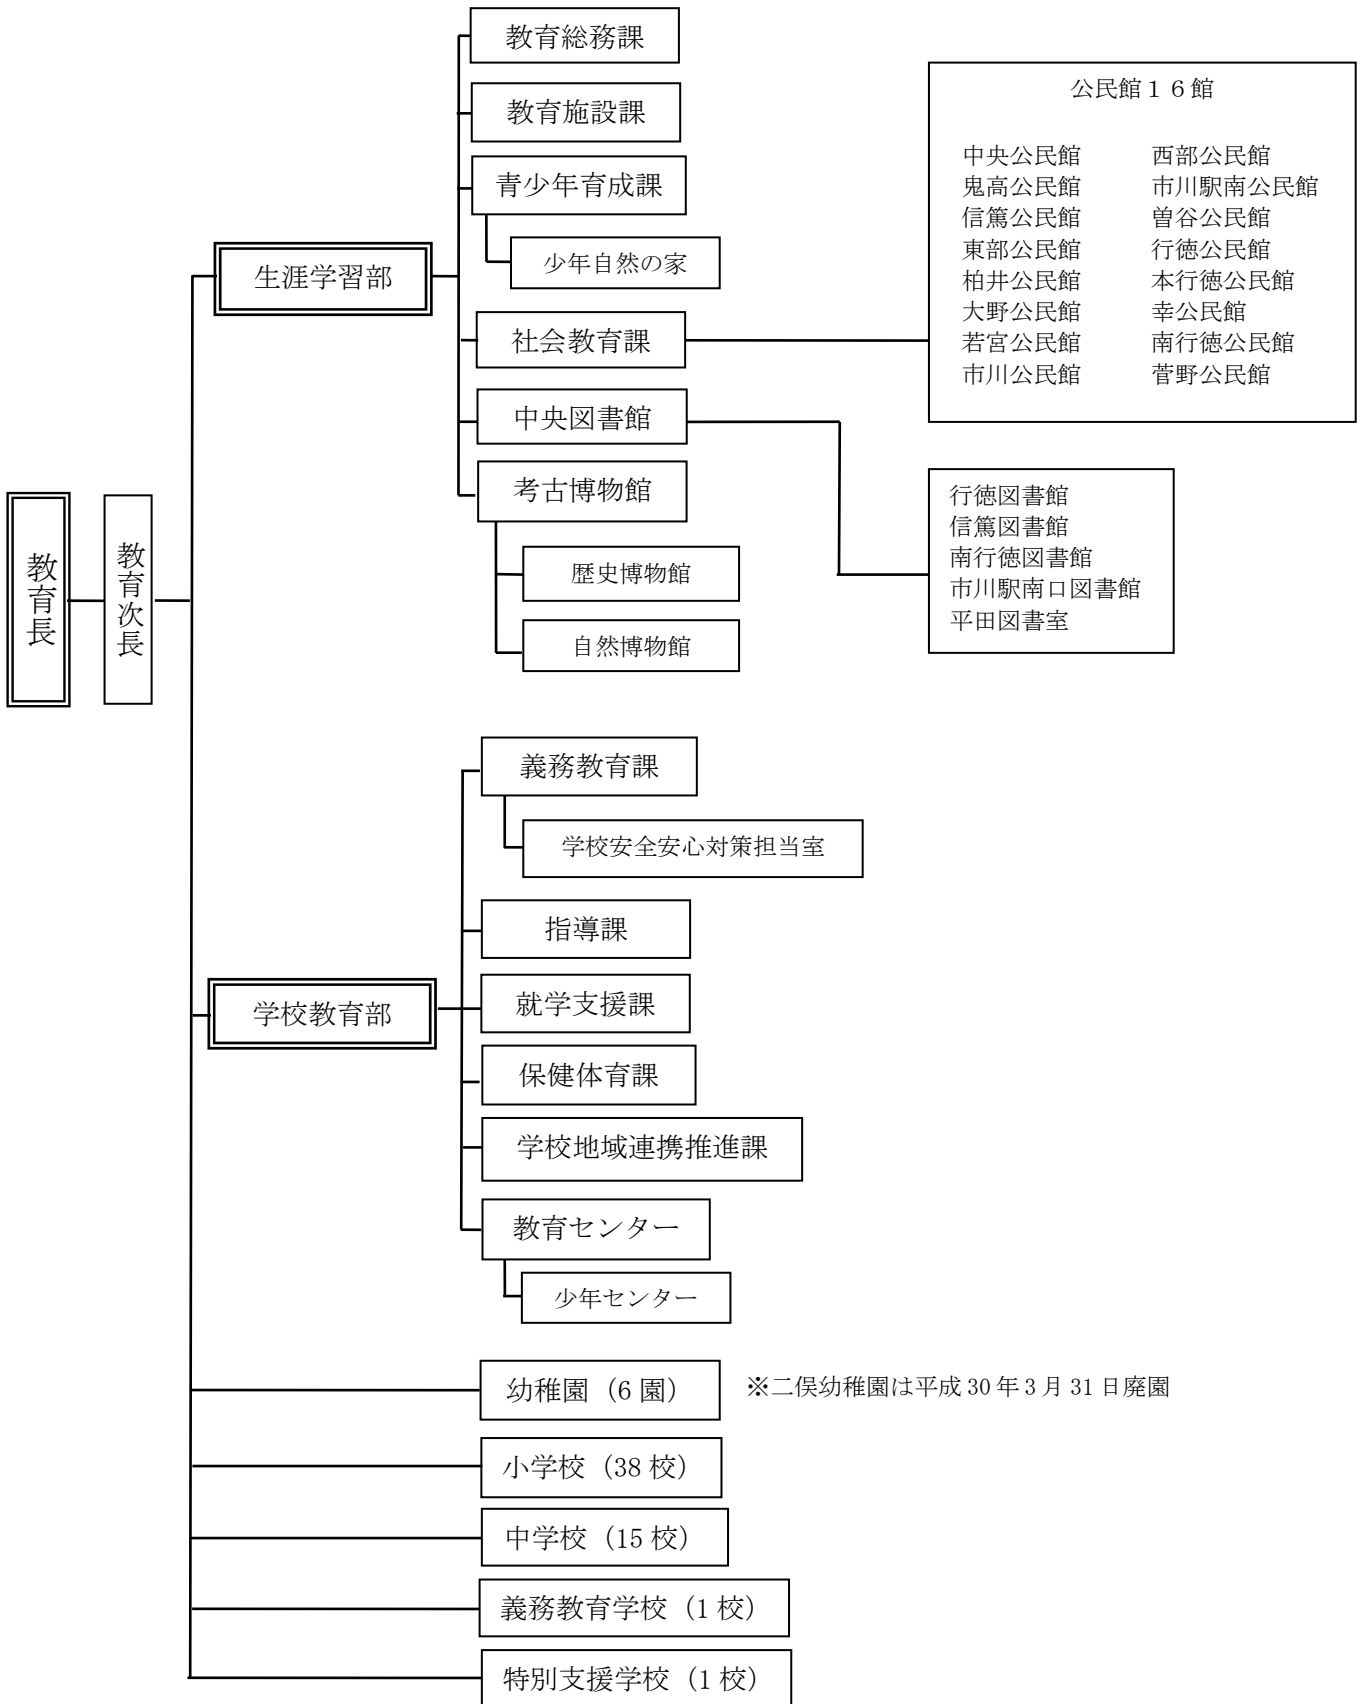 教育長
教育次長
生涯学習部
教育総務課
教育施設課
青少年育成課
少年自然の家
社会教育課
中央図書館
考古博物館
歴史博物館
自然博物館
公民館16館
中央公民館 西部公民館
鬼高公民館 市川駅南公民館
信篤公民館 曽谷公民館
東部公民館 行徳公民館
柏井公民館 本行徳公民館
大野公民館 幸公民館
若宮公民館 南行徳公民館
市川公民館 菅野公民館
行徳図書館
信篤図書館
南行徳図書館
市川駅南口図書館
平田図書室
学校教育部
義務教育課
学校安全安心対策担当室
指導課
就学支援課
保健体育課
学校地域連携推進課
教育センター
少年センター
幼稚園(6園) ※二俣幼稚園は平成30年3月31日廃園
小学校(38校)
中学校(15校)
義務教育学校(1校)
特別支援学校(1校)